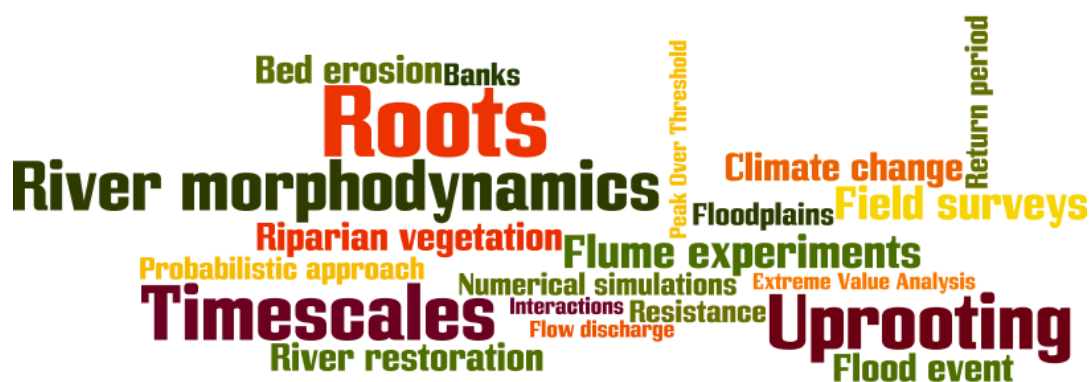 Bed erosion
Banks
Peak Over Threshold
Return period
Roots
Climate change
River morphodynamics
Floodplains
Field surveys
Riparian vegetation
Flume experiments
Probabilistic approach
Numerical simulations
Extreme Value Analysis
Timescales
Interactions
Resistance
Uprooting
Flow discharge
River restoration
Flood event